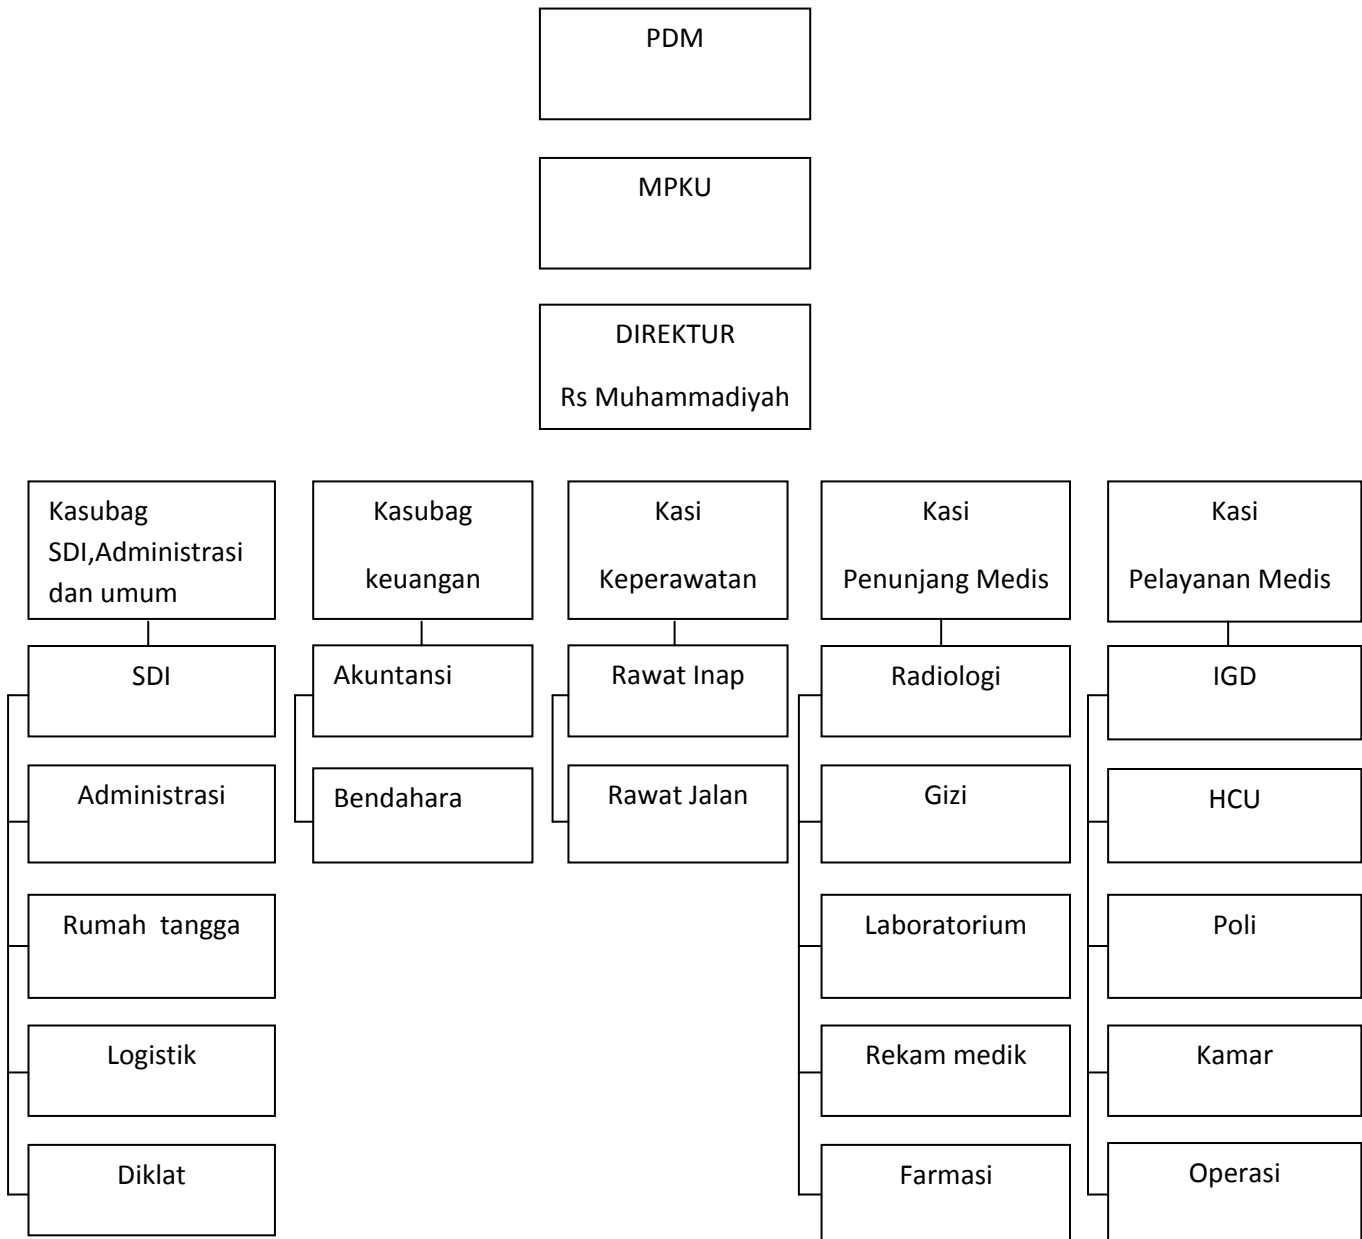 PDM
MPKU
DIREKTUR
Rs Muhammadiyah
Kasubag
SDI,Administrasi
dan umum
Kasubag
keuangan
Kasi
Keperawatan
Kasi
Penunjang Medis
Kasi
Pelayanan Medis
SDI
Akuntansi
Rawat Inap
Radiologi
IGD
Administrasi
Bendahara
Rawat Jalan
Gizi
HCU
Rumah  tangga
Laboratorium
Poli
Logistik
Rekam medik
Kamar
Diklat
Farmasi
Operasi